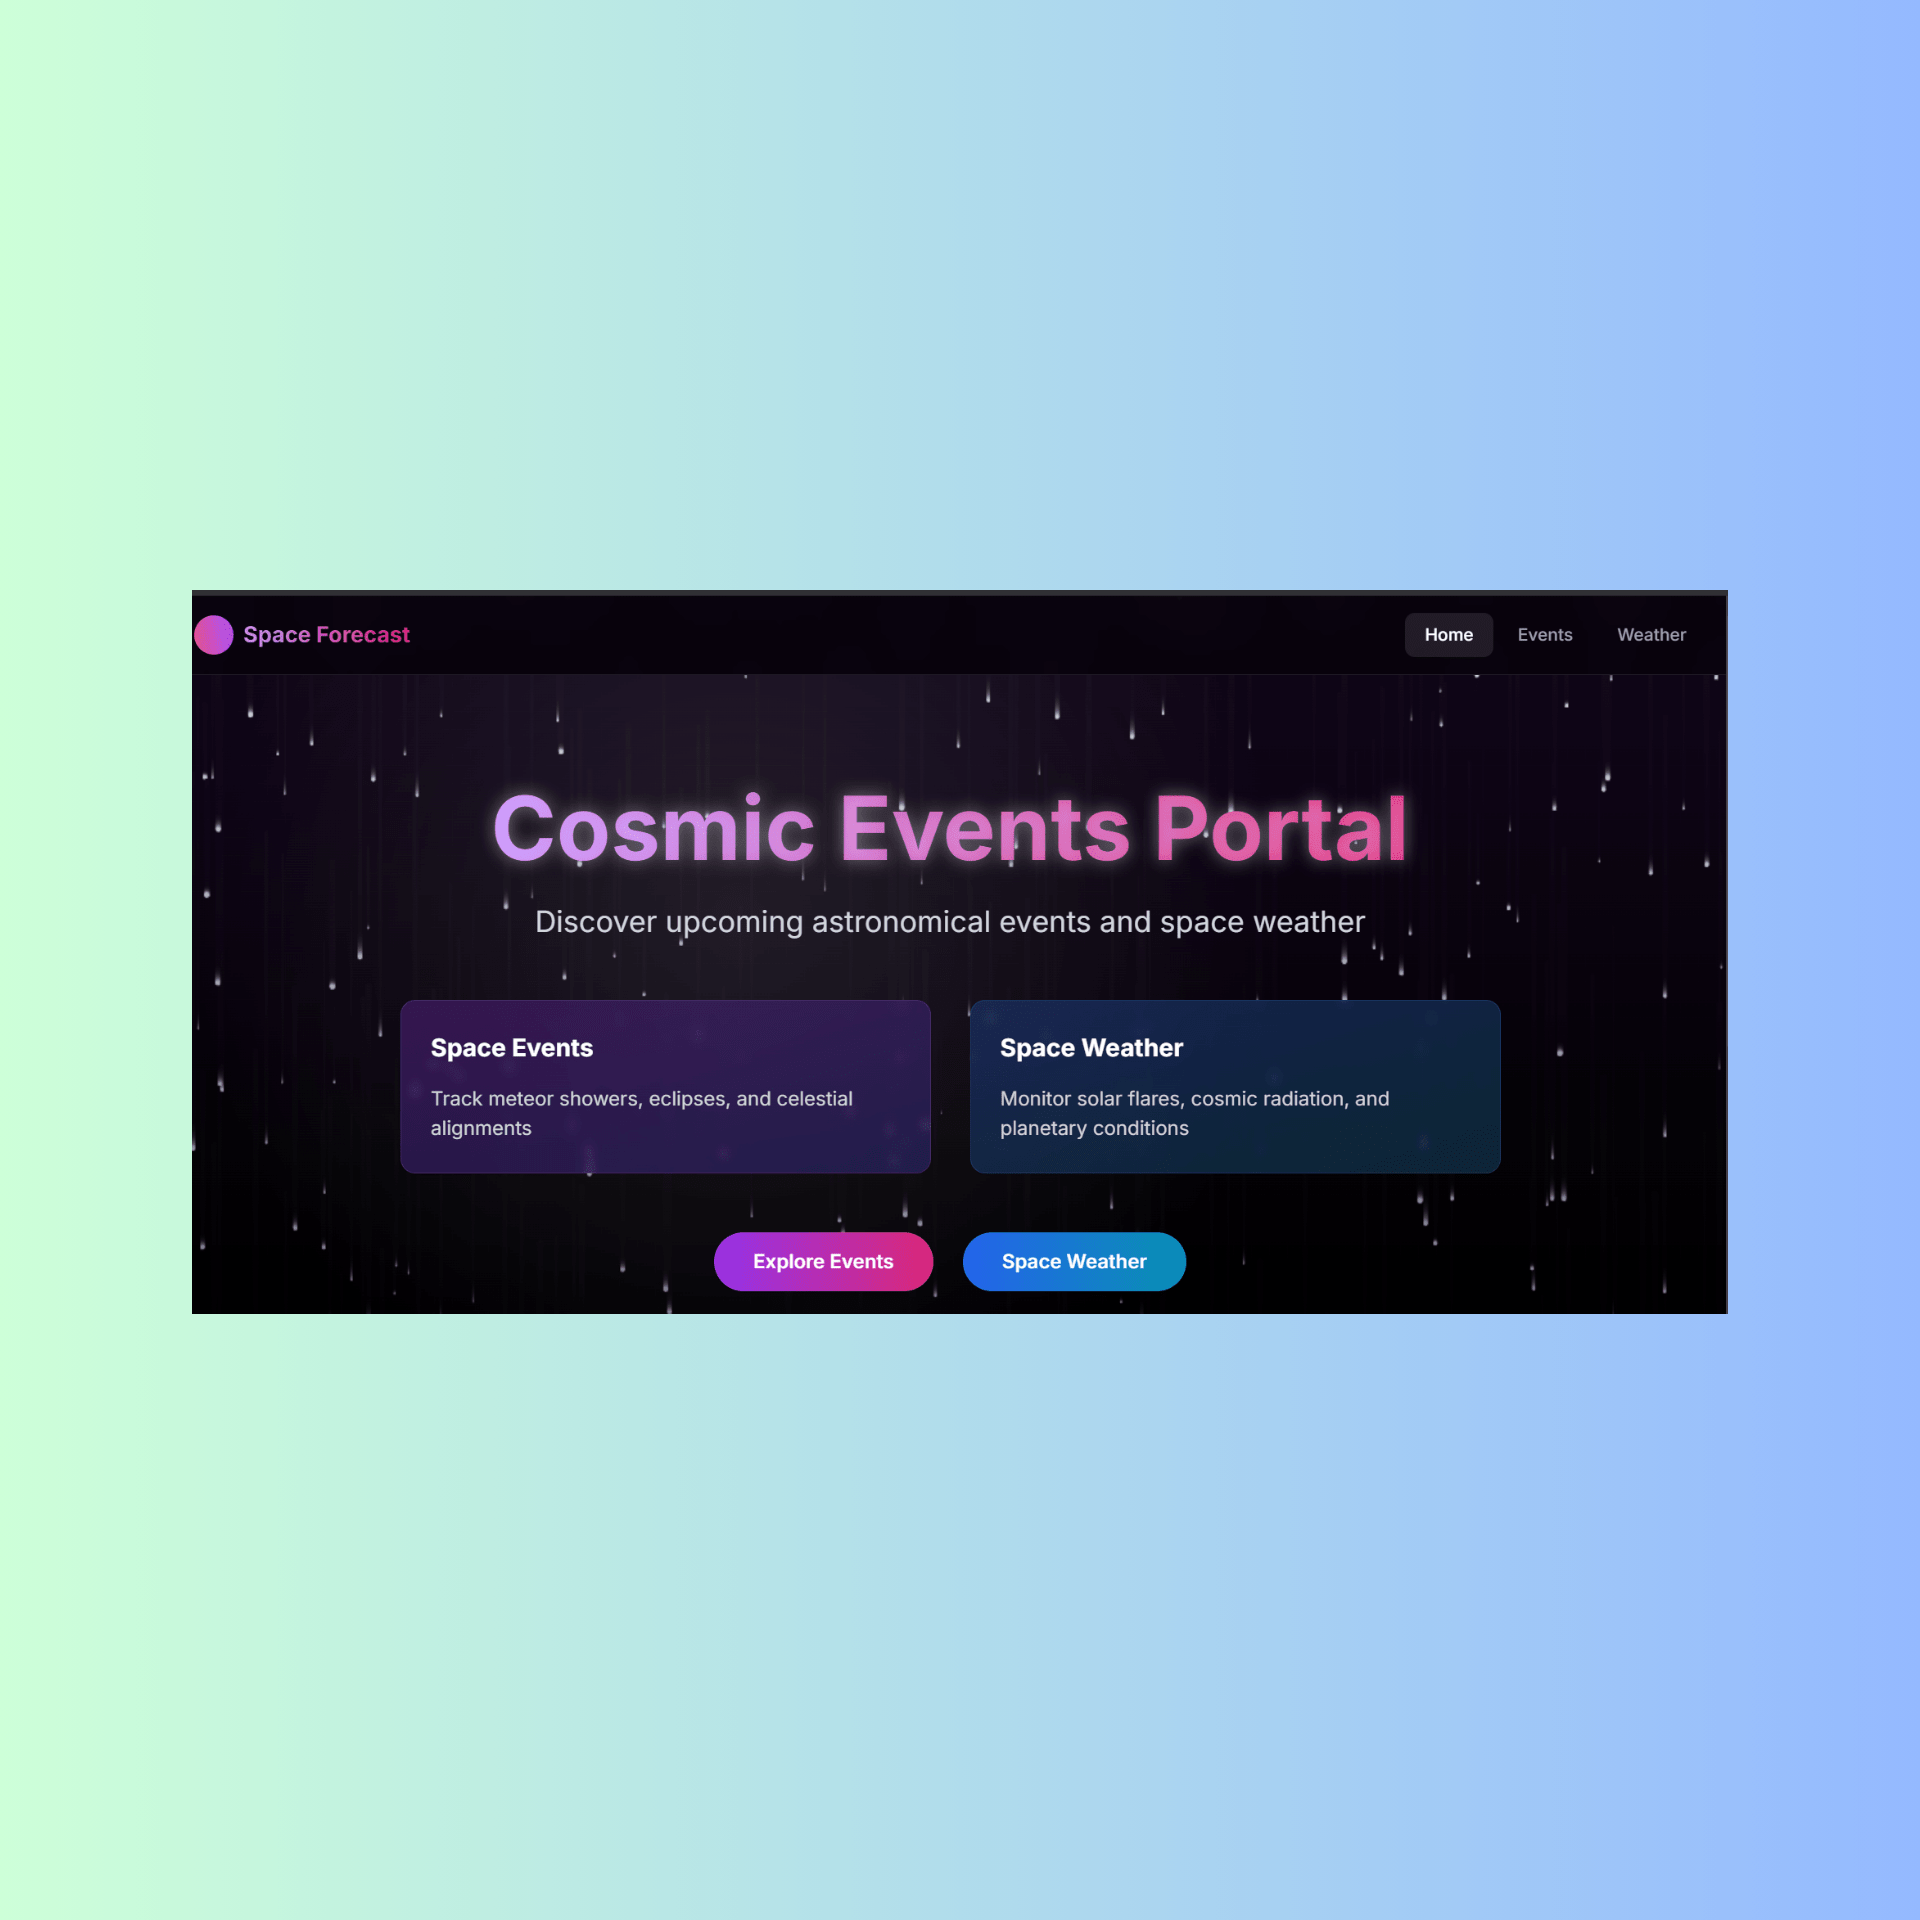 Space Forecast
Home
Events
Weather
Cosmic Events Portal
Discover upcoming astronomical events and space weather
Space Events
Track meteor showers, eclipses, and celestial
alignments
Space Weather
Monitor solar flares, cosmic radiation, and
planetary conditions
Explore Events
Space Weather